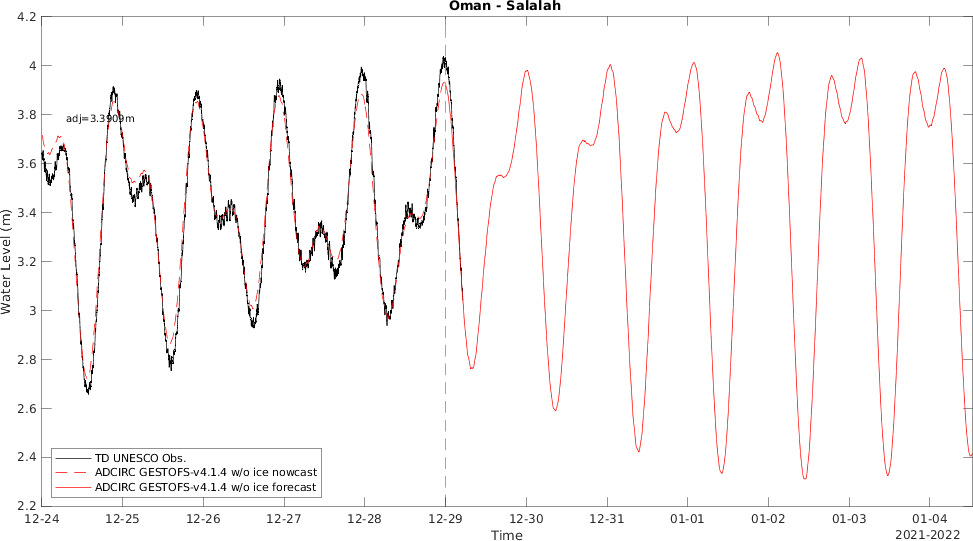 Oman - Salalah
4.2
4
3.8
3.6
3.4
3.2
3
2.8
2.6
2.4
2.2
Water Level (m)
adj=3.3909m
TD UNESCO Obs.
ADCIRC GESTOFS-v4.1.4 w/o ice nowcast
ADCIRC GESTOFS-v4.1.4 w/o ice forecast
12-24 12-25 12-26 12-27 12-28 12-29 12-30 12-31 01-01 01-02 01-03 01-04
Time
2021-2022